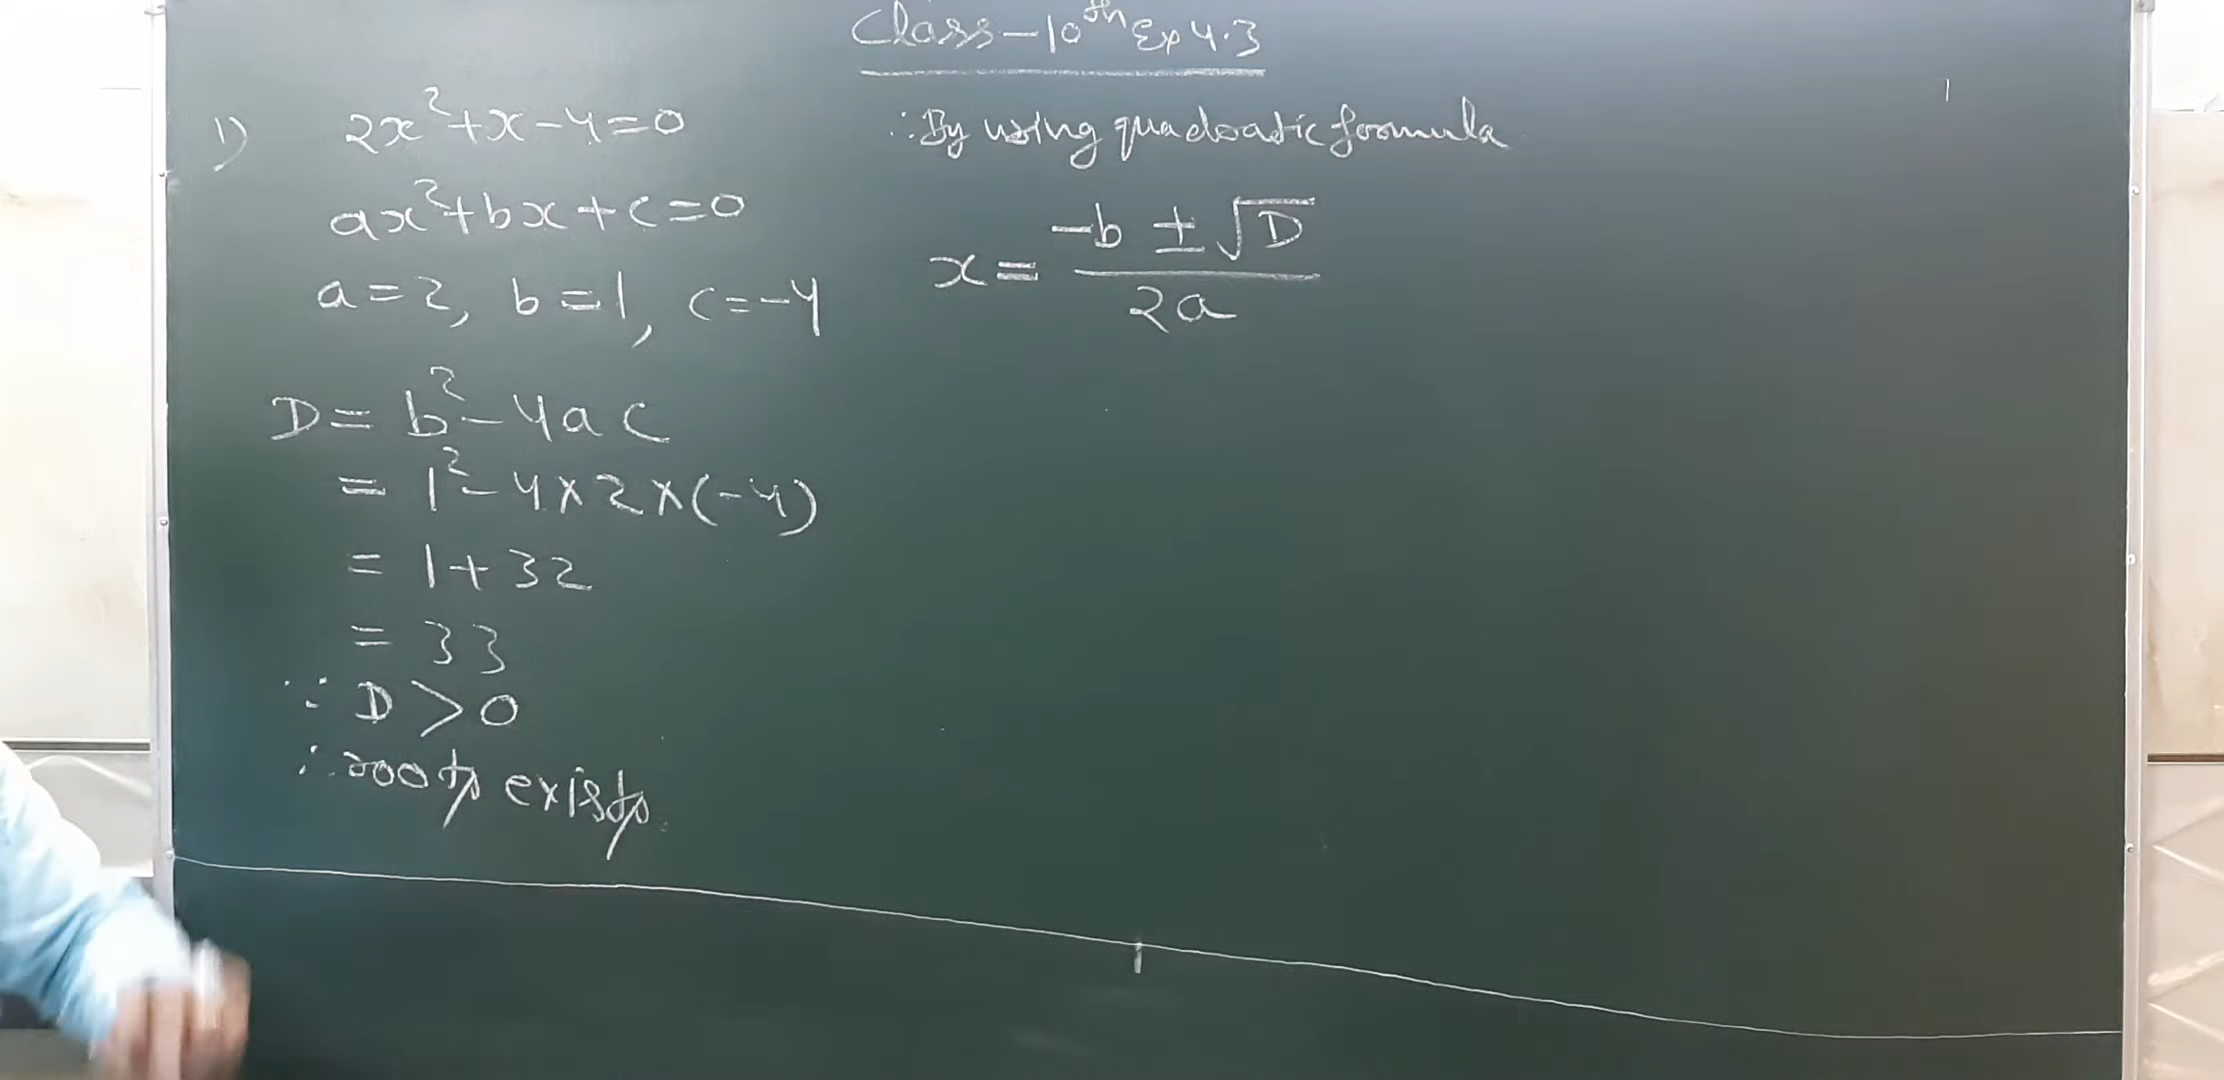 Class-10th Ex 4.3
1) 2x²+x-4=0
ax²+bx+c=0
a=2, b=1, c=-4
D= b²-4ac
= 1²-4×2×(-4)
= 1+32
= 33
∵ D>0
∴ roots exists.
∴ By using quadratic formula
x = (-b ± √D)/2a